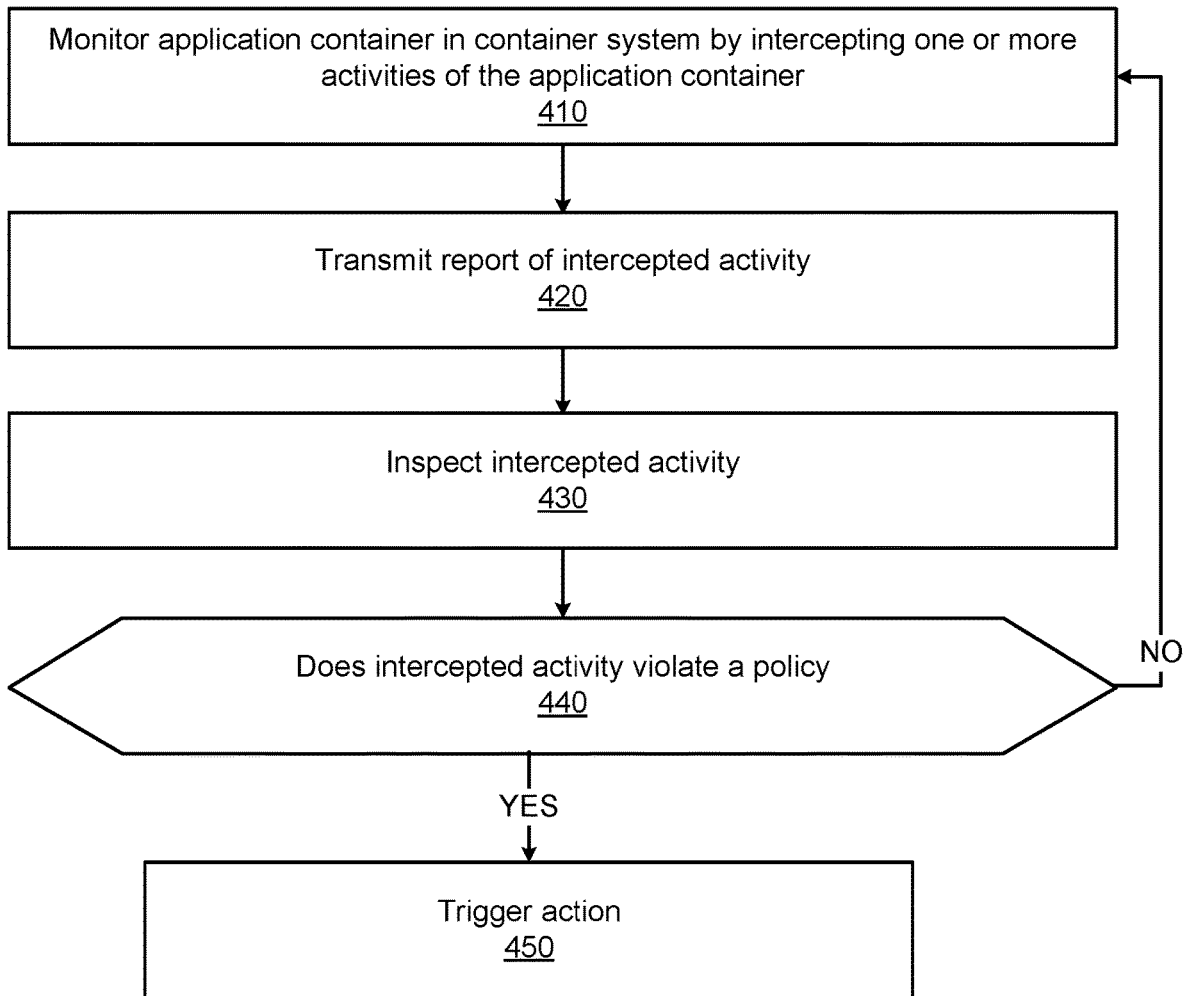 Monitor application container in container system by intercepting one or more
activities of the application container
410
Transmit report of intercepted activity
420
Inspect intercepted activity
430
Does intercepted activity violate a policy
440
NO
YES
Trigger action
450